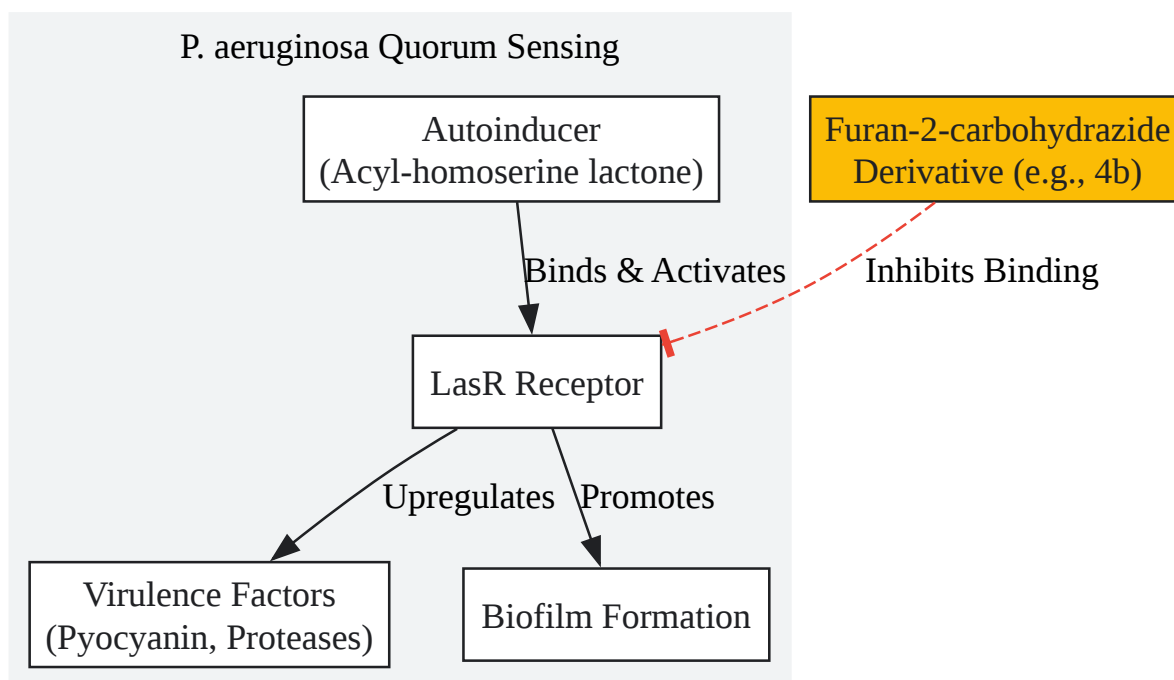 P. aeruginosa Quorum Sensing
Autoinducer
(Acyl-homoserine lactone)
Furan-2-carbohydrazide
Derivative (e.g., 4b)
Binds & Activates
Inhibits Binding
LasR Receptor
Upregulates
Promotes
Virulence Factors
(Pyocyanin, Proteases)
Biofilm Formation